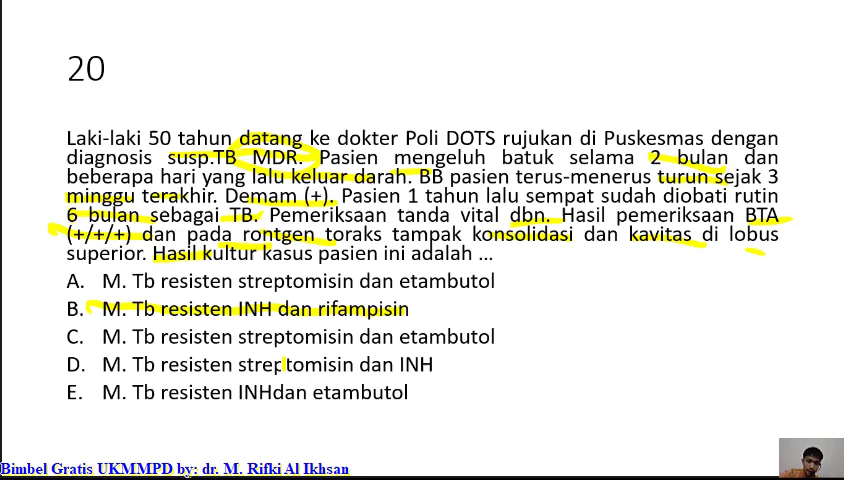 20
Laki-laki 50 tahun datang ke dokter Poli DOTS rujukan di Puskesmas dengan
diagnosis susp.TB MDR. Pasien mengeluh batuk selama 2 bulan dan
beberapa hari yang lalu keluar darah. BB pasien terus-menerus turun sejak 3
minggu terakhir. Demam (+). Pasien 1 tahun lalu sempat sudah diobati rutin
6 bulan sebagai TB. Pemeriksaan tanda vital dbn. Hasil pemeriksaan BTA
(+/+/+) dan pada rontgen toraks tampak konsolidasi dan kavitas di lobus
superior. Hasil kultur kasus pasien ini adalah ...
A. M. Tb resisten streptomisin dan etambutol
B. M. Tb resisten INH dan rifampisin
C. M. Tb resisten streptomisin dan etambutol
D. M. Tb resisten streptomisin dan INH
E. M. Tb resisten INHdan etambutol
Bimbel Gratis UKMMPD by: dr. M. Rifki Al Ikhsan